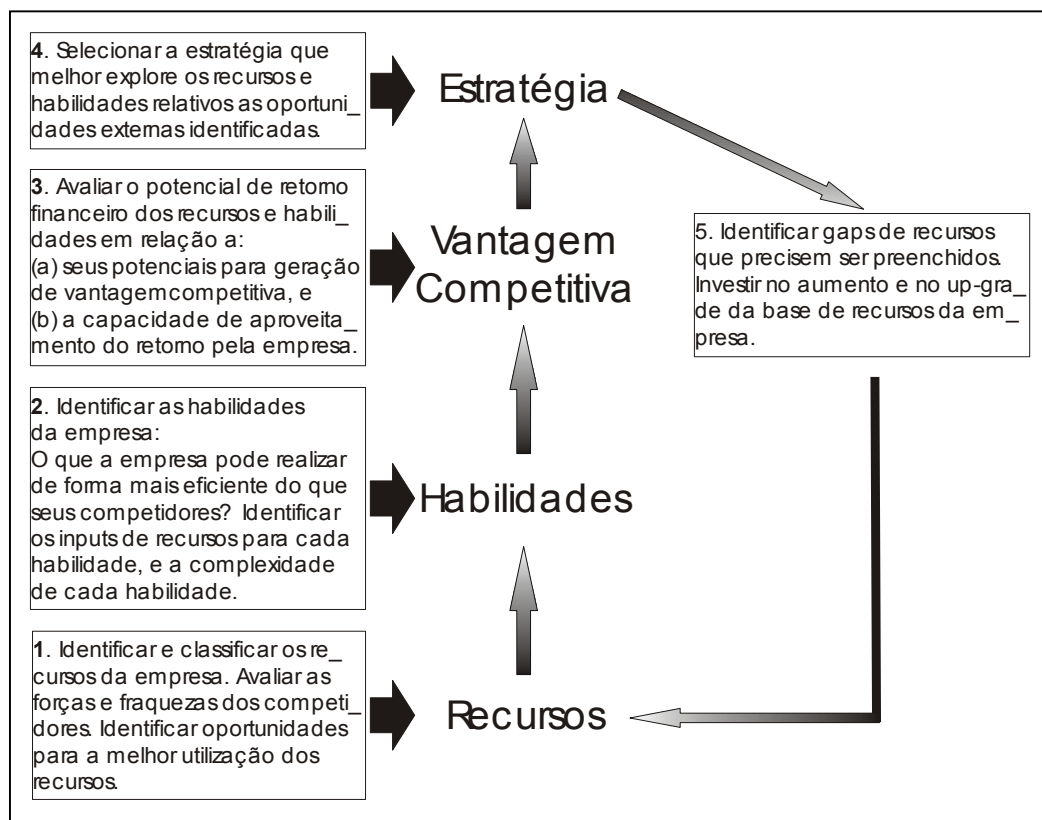 4. Selecionar a estratégia que
melhor explore os recursos e
habilidades relativos as oportuni_
dades externas identificadas.
Estratégia
3. Avaliar o potencial de retorno
financeiro dos recursos e habili_
dades em relação a:
(a) seus potenciais para geração
de vantagem competitiva, e
(b) a capacidade de aproveita_
mento do retorno pela empresa.
Vantagem
Competitiva
5. Identificar gaps de recursos
que precisem ser preenchidos.
Investir no aumento e no up-gra_
de da base de recursos da em_
presa.
2. Identificar as habilidades
da empresa:
O que a empresa pode realizar
de forma mais eficiente do que
seus competidores? Identificar
os inputs de recursos para cada
habilidade, e a complexidade
de cada habilidade.
Habilidades
1. Identificar e classificar os re_
cursos da empresa. Avaliar as
forças e fraquezas dos competi_
dores. Identificar oportunidades
para a melhor utilização dos
recursos.
Recursos